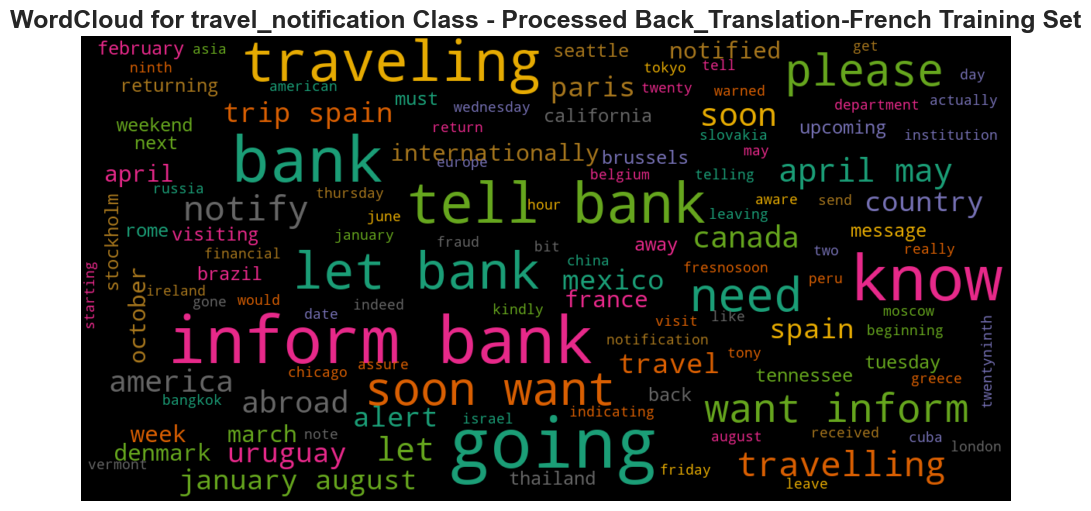 WordCloud for travel_notification Class - Processed Back_Translation-French Training Set
february asia traveling seattle notified get please
ninth tokyo tell day
returning american paris twenty warned
must wednesday california department actually
trip spain soon
weekend return slovakia upcoming institution
next bank internationally brussels may
europe april may
april belgium telling
russia thursday tell bank hour aware send country
stockholm notify june leaving
rome visiting january fraud bit away canada message
financial china two really
brazil let bank mexico fresnosoon peru know
starting october ireland gone would indeed france need
date kindly moscow
inform bank visit like spain beginning
notification
chicago assure travel tony tuesday
america tennessee greece twentyninth
bangkok soon want back
abroad alert israel indicating want inform
week march note let going august received cuba
denmark uruguay london
vermont friday travelling
january august thailand leave